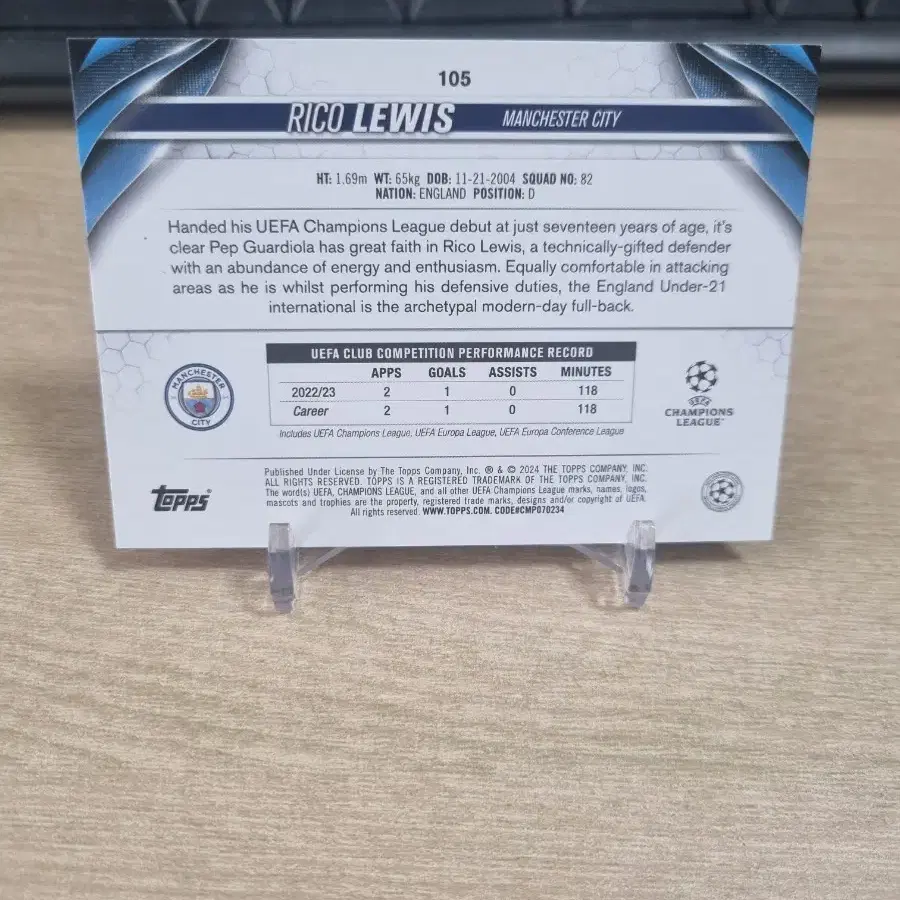 105
RICO LEWIS MANCHESTER CITY
HT: 1.69m WT: 65kg DOB: 11-21-2004 SQUAD NO: 82
NATION: ENGLAND POSITION: D
Handed his UEFA Champions League debut at just seventeen years of age, it's
clear Pep Guardiola has great faith in Rico Lewis, a technically-gifted defender
with an abundance of energy and enthusiasm. Equally comfortable in attacking
areas as he is whilst performing his defensive duties, the England Under-21
international is the archetypal modern-day full-back.
UEFA CLUB COMPETITION PERFORMANCE RECORD
APPS GOALS ASSISTS MINUTES
2022/23 2 1 0 118
Career 2 1 0 118
Includes UEFA Champions League, UEFA Europa League, UEFA Europa Conference League
MANCHESTER
CITY
UEFA
CHAMPIONS
LEAGUE™
topps®
Published Under License by The Topps Company, Inc. ® & © 2024 THE TOPPS COMPANY, INC.
ALL RIGHTS RESERVED. TOPPS IS A REGISTERED TRADEMARK OF THE TOPPS COMPANY, INC.
The word(s) UEFA, CHAMPIONS LEAGUE, and all other UEFA Champions League marks, names, logos,
mascots and trophies are the property, registered trade marks, designs and/or copyright of UEFA.
All rights reserved. WWW.TOPPS.COM. CODE#CMP070234